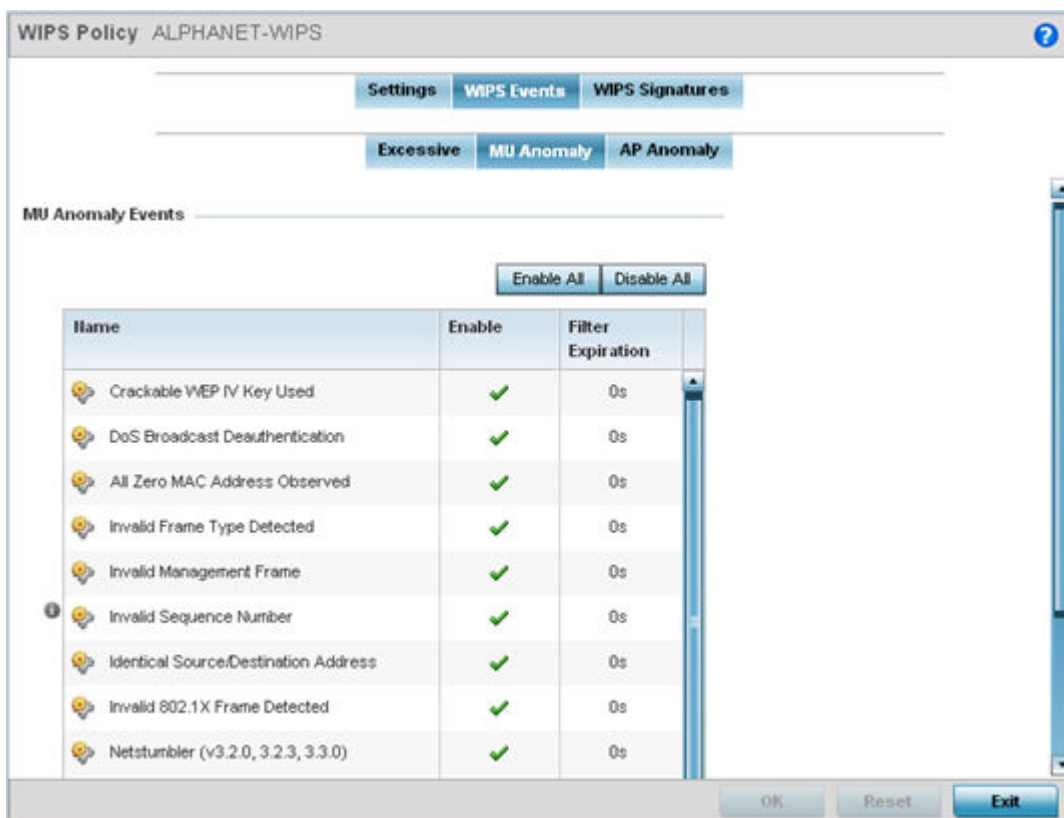 WIPS Policy ALPHANET-WIPS
Settings WIPS Events WIPS Signatures
Excessive MU Anomaly AP Anomaly
MU Anomaly Events
Enable All Disable All
Name Enable Filter Expiration
Crackable WEP IV Key Used 0s
DoS Broadcast Deauthentication 0s
All Zero MAC Address Observed 0s
Invalid Frame Type Detected 0s
Invalid Management Frame 0s
Invalid Sequence Number 0s
Identical Source/Destination Address 0s
Invalid 802.1X Frame Detected 0s
Netstumbler (v3.2.0, 3.2.3, 3.3.0) 0s
OK Reset Exit